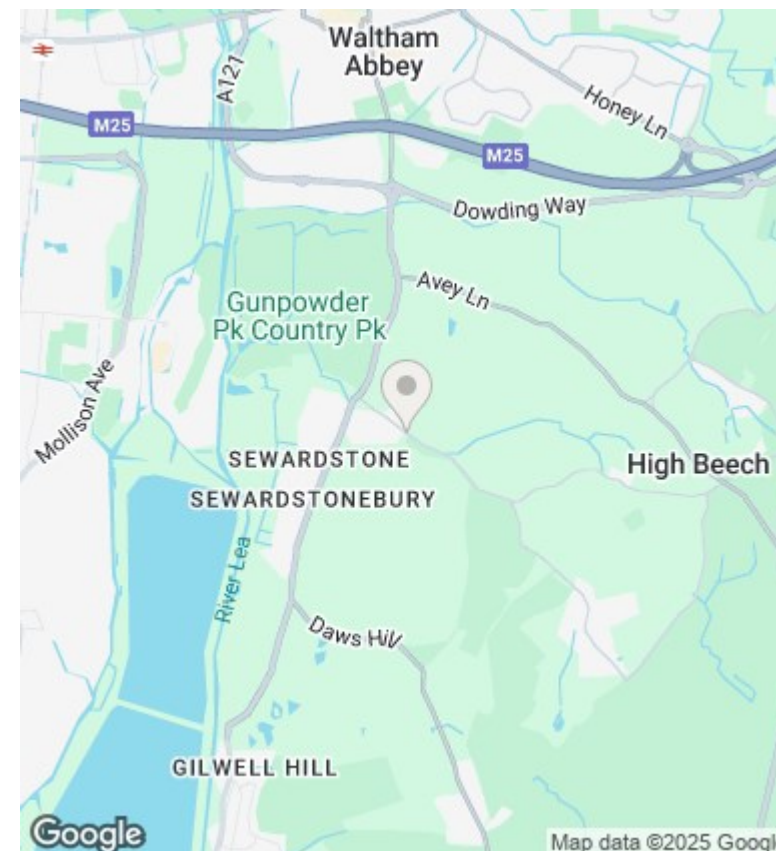 Waltham
Abbey
A121
Honey Ln
M25
M25
Dowding Way
Avey Ln
Gunpowder
Pk Country Pk
Mollison Ave
SEWARDSTONE
High Beech
SEWARDSTONEBURY
River Lea
Daws Hil
GILWELL HILL
Google
Map data ©2025 Googl